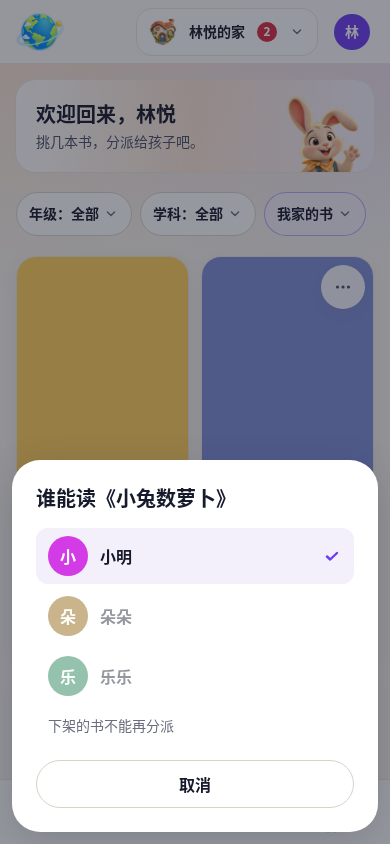 林悦的家
2
林
欢迎回来，林悦
挑几本书，分派给孩子吧。
年级：全部
学科：全部
我家的书
谁能读《小兔数萝卜》
小
小明
朵
朵朵
乐
乐乐
下架的书不能再分派
取消